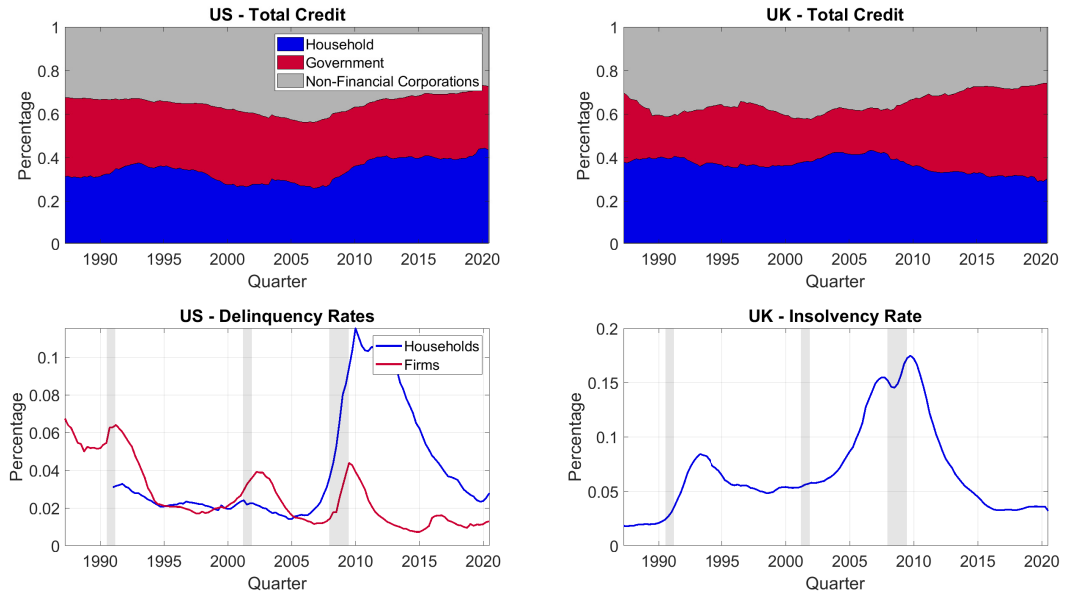 US - Total Credit
Percentage
1
0.8
0.6
0.4
0.2
0
Household
Government
Non-Financial Corporations
1990 1995 2000 2005 2010 2015 2020
Quarter
UK - Total Credit
Percentage
1
0.8
0.6
0.4
0.2
0
1990 1995 2000 2005 2010 2015 2020
Quarter
US - Delinquency Rates
Percentage
0.1
0.08
0.06
0.04
0.02
0
Households
Firms
1990 1995 2000 2005 2010 2015 2020
Quarter
UK - Insolvency Rate
Percentage
0.2
0.15
0.1
0.05
0
1990 1995 2000 2005 2010 2015 2020
Quarter